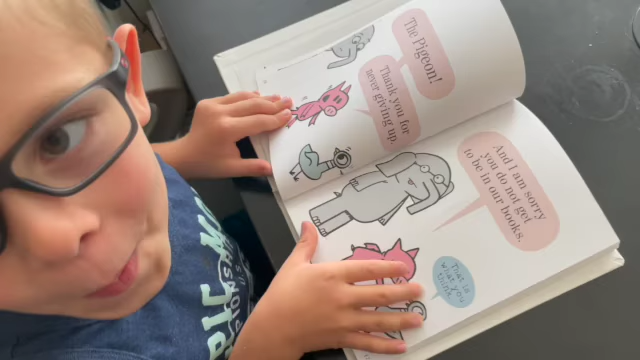 The Pigeon!
Thank you for
never giving up.
And I am sorry
you do not get
to be in our books.
That is
what you
think.